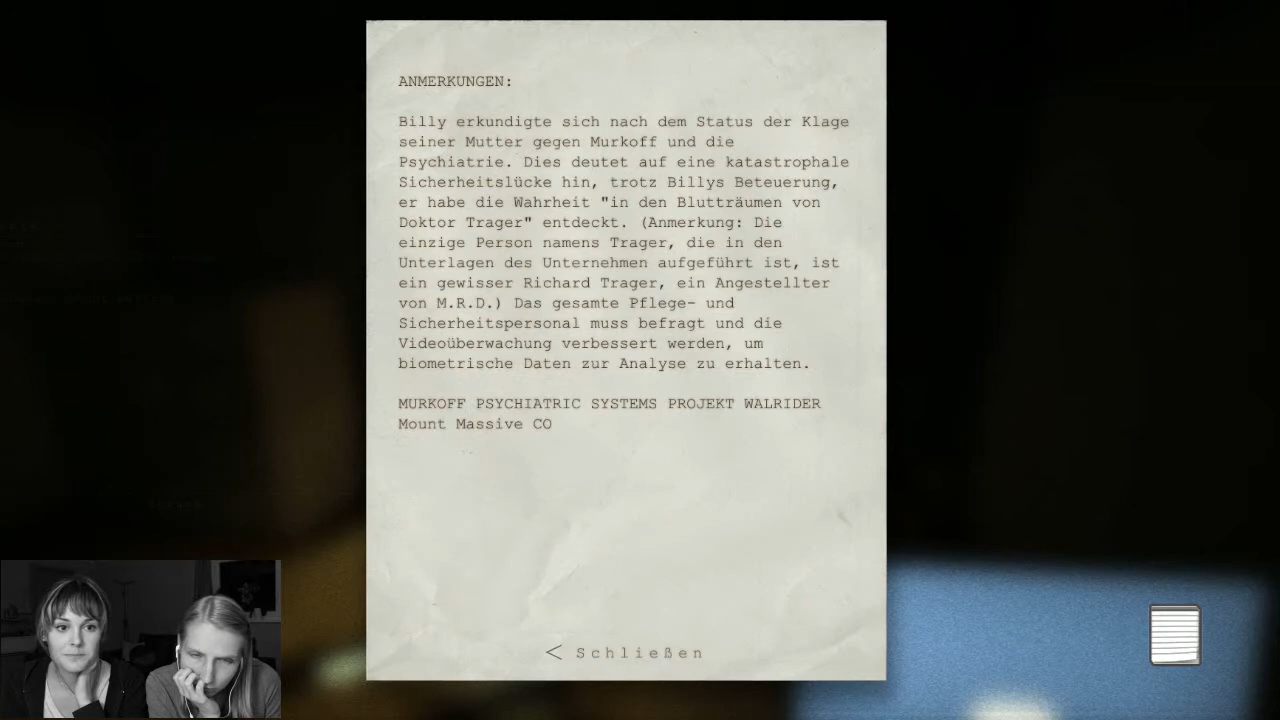 ANMERKUNGEN:
Billy erkundigte sich nach dem Status der Klage
seiner Mutter gegen Murkoff und die
Psychiatrie. Dies deutet auf eine katastrophale
Sicherheitslücke hin, trotz Billys Beteuerung,
er habe die Wahrheit "in den Blutträumen von
Doktor Trager" entdeckt. (Anmerkung: Die
einzige Person namens Trager, die in den
Unterlagen des Unternehmen aufgeführt ist, ist
ein gewisser Richard Trager, ein Angestellter
von M.R.D.) Das gesamte Pflege- und
Sicherheitspersonal muss befragt und die
Videoüberwachung verbessert werden, um
biometrische Daten zur Analyse zu erhalten.
MURKOFF PSYCHIATRIC SYSTEMS PROJEKT WALRIDER
Mount Massive CO
< Schließen